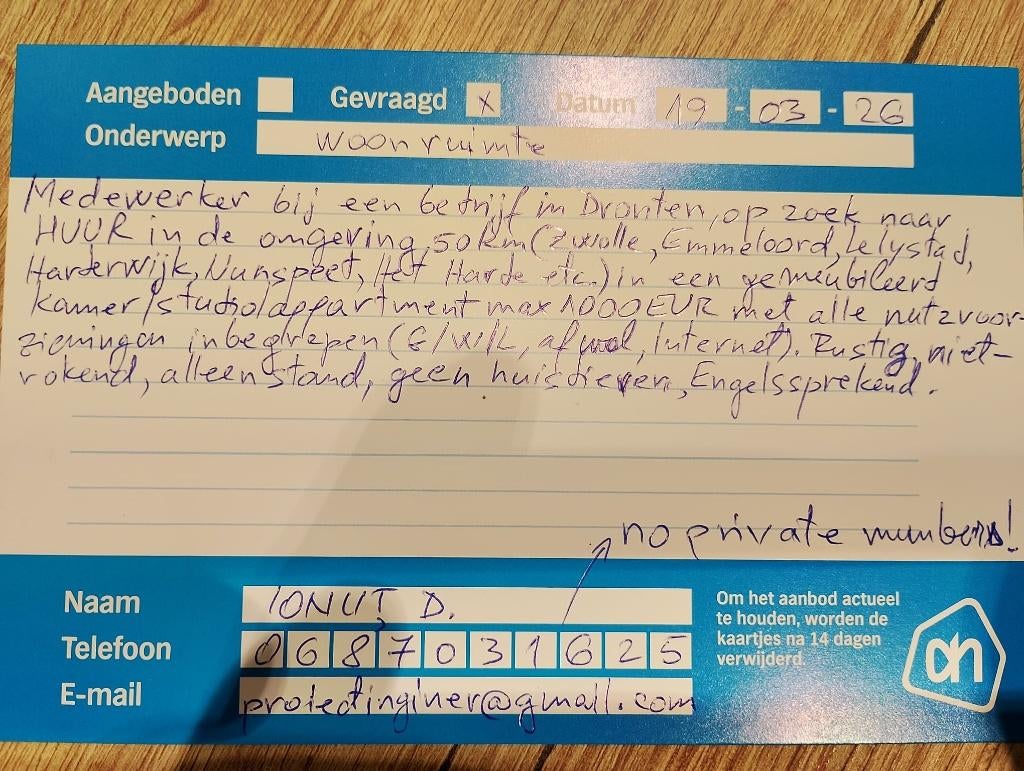 Aangeboden Gevraagd x Datum 19 - 03 - 26
Onderwerp woonruimte
Medewerker bij een bedrijf in Dronten, op zoek naar
HUUR in de omgeving, 50km (Zwolle, Emmeloord, Lelystad,
Harderwijk, Nunspeet, Het Harde etc.) in een gemeubileerd
kamer/studio/appartment max 1000 EUR met alle nutzvoor-
zieningen inbegrepen (G/W/L, afval, internet). Rustig, niet-
rokend, alleenstand, geen huisdieren, Engelssprekend.
no private numbers!
Naam IONUȚ D.
Telefoon 0687031625
E-mail proiectinginer@gmail.com
Om het aanbod actueel
te houden, worden de
kaartjes na 14 dagen
verwijderd.
ah